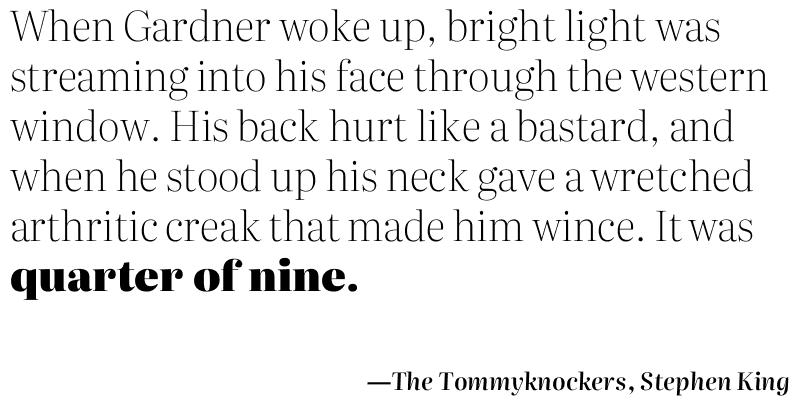 When Gardner woke up, bright light was
streaming into his face through the western
window. His back hurt like a bastard, and
when he stood up his neck gave a wretched
arthritic creak that made him wince. It was
quarter of nine.
—The Tommyknockers, Stephen King